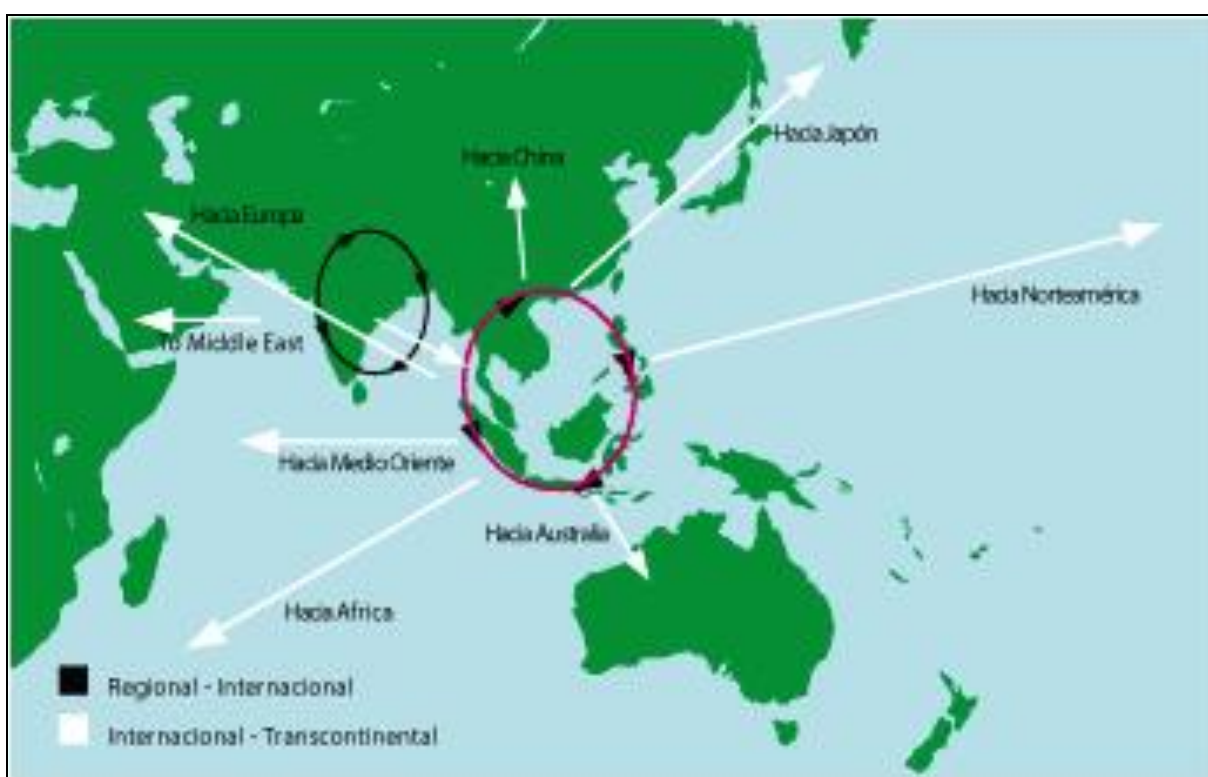 Hacia Japón
Hacia China
Hacia Europa
Hacia Norteamérica
To Middle East
Hacia Medio Oriente
Hacia Australia
Hacia Africa
Regional - Internacional
Internacional - Transcontinental